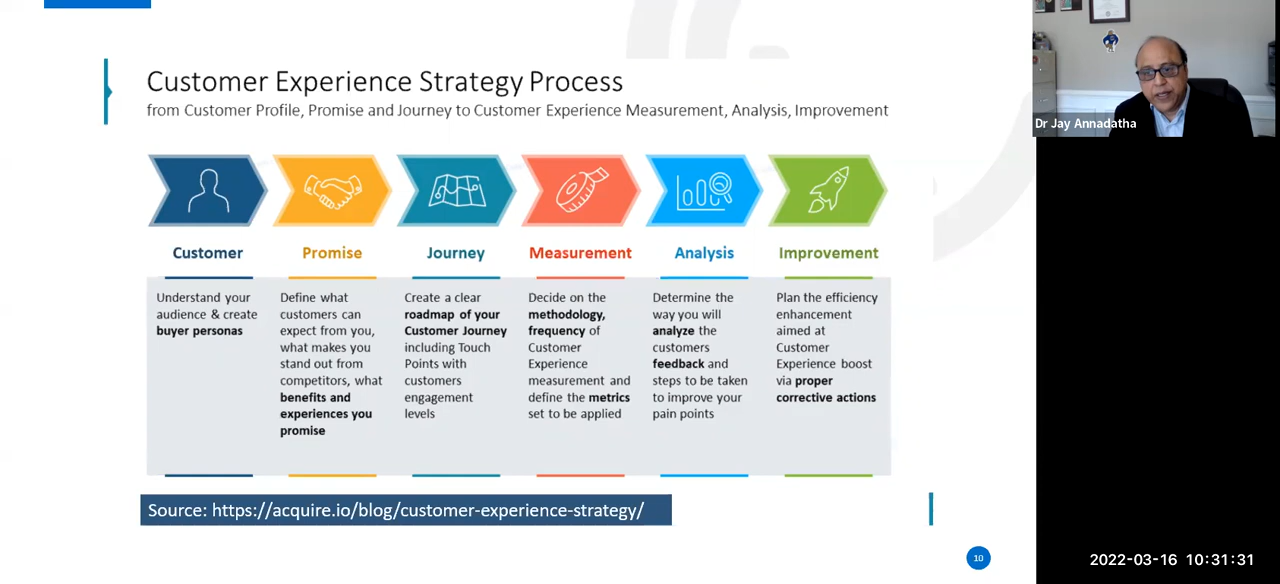 Customer Experience Strategy Process
from Customer Profile, Promise and Journey to Customer Experience Measurement, Analysis, Improvement
Customer
Understand your
audience & create
buyer personas
Promise
Define what
customers can
expect from you,
what makes you
stand out from
competitors, what
benefits and
experiences you
promise
Journey
Create a clear
roadmap of your
Customer Journey
including Touch
Points with
customers
engagement
levels
Measurement
Decide on the
methodology,
frequency of
Customer
Experience
measurement and
define the metrics
set to be applied
Analysis
Determine the
way you will
analyze the
customers
feedback and
steps to be taken
to improve your
pain points
Improvement
Plan the efficiency
enhancement
aimed at
Customer
Experience boost
via proper
corrective actions
Source: https://acquire.io/blog/customer-experience-strategy/
10
Dr Jay Annadatha
2022-03-16 10:31:31